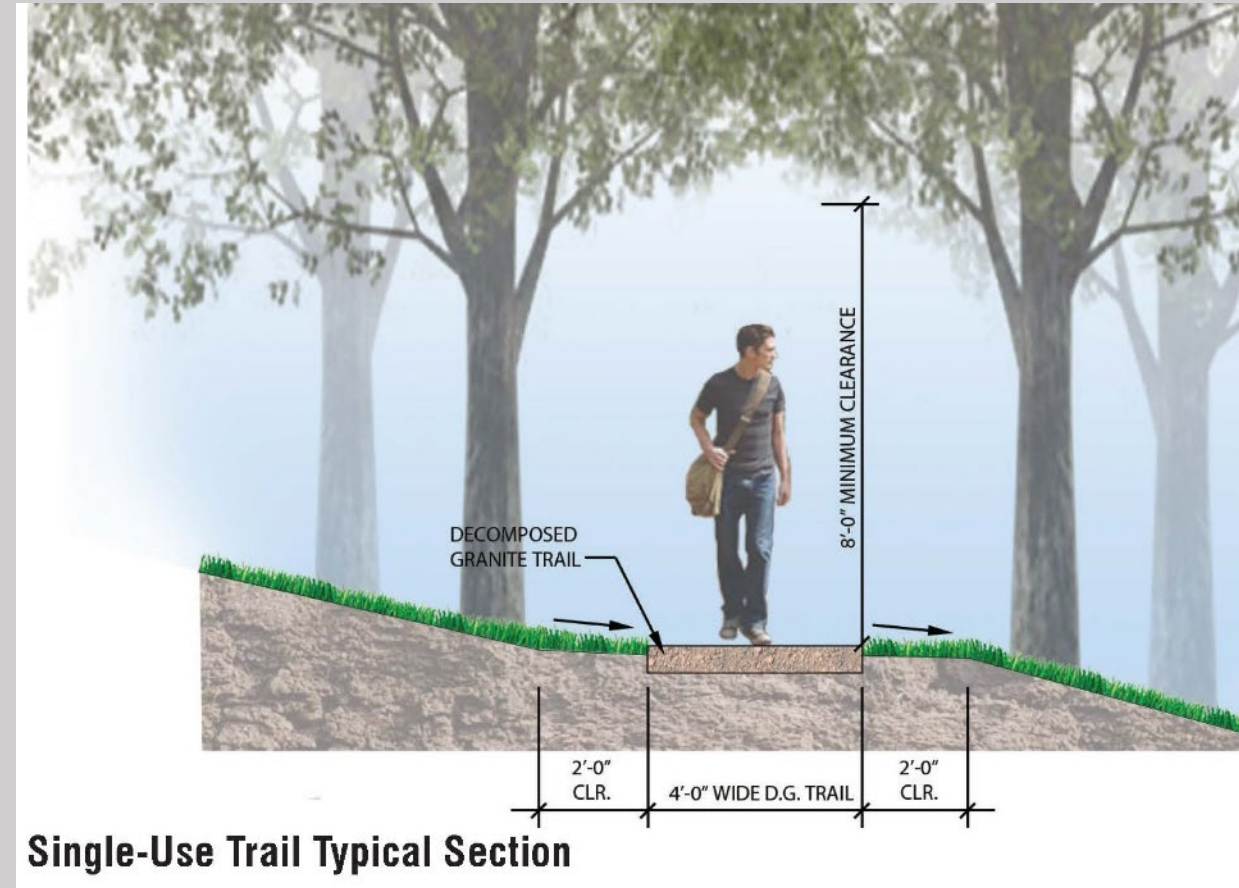 8'-0" MINIMUM CLEARANCE
DECOMPOSED
GRANITE TRAIL
2'-0"
CLR.
4'-0" WIDE D.G. TRAIL
2'-0"
CLR.
Single-Use Trail Typical Section